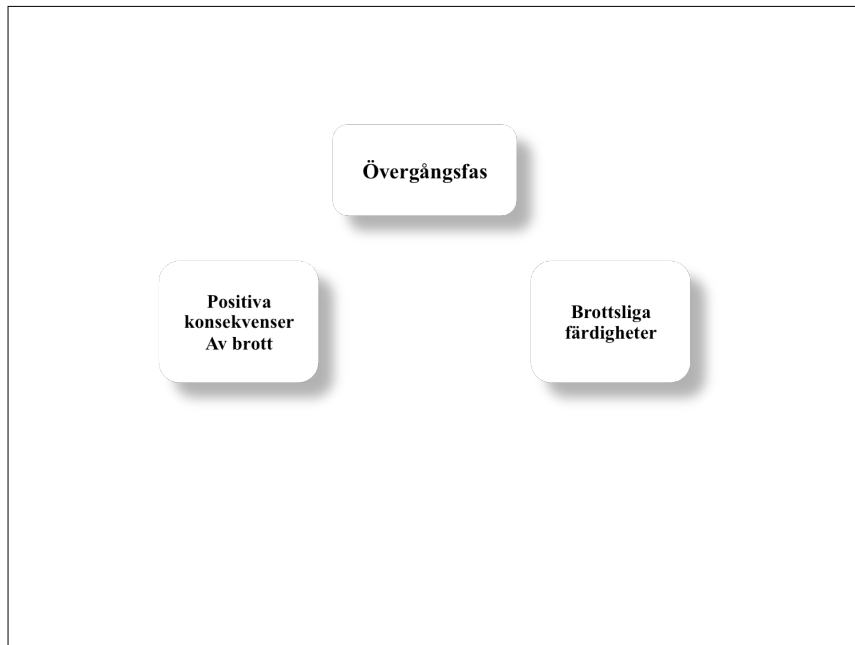 Övergångsfas
Positiva
konsekvenser
Av brott
Brottsliga
färdigheter